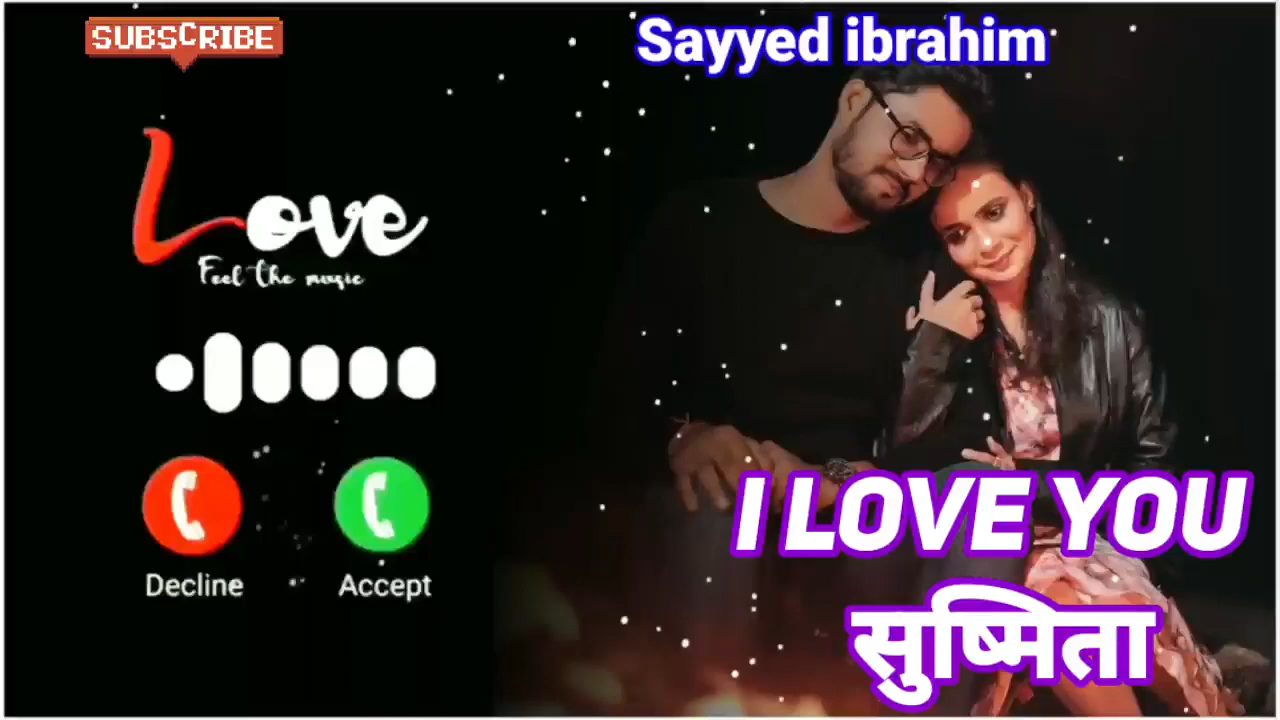 SUBSCRIBE
Sayyed ibrahim
Love
Feel the music
Decline
Accept
I LOVE YOU
सुष्मिता